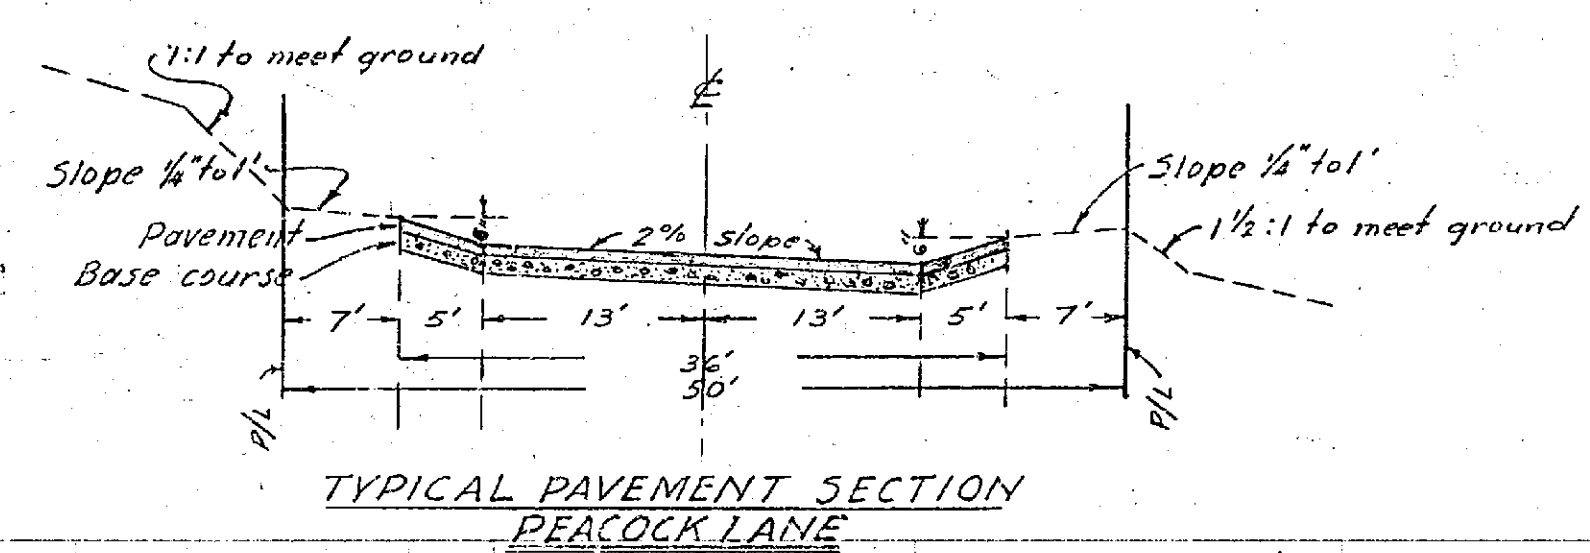 1:1 to meet ground
℄
Slope 1/4" to 1'
Slope 1/4" to 1'
Pavement
6"
2% slope
6"
1 1/2:1 to meet ground
Base course
7' 5' 13' 13' 5' 7'
36'
50'
P/L
P/L
TYPICAL PAVEMENT SECTION
PEACOCK LANE